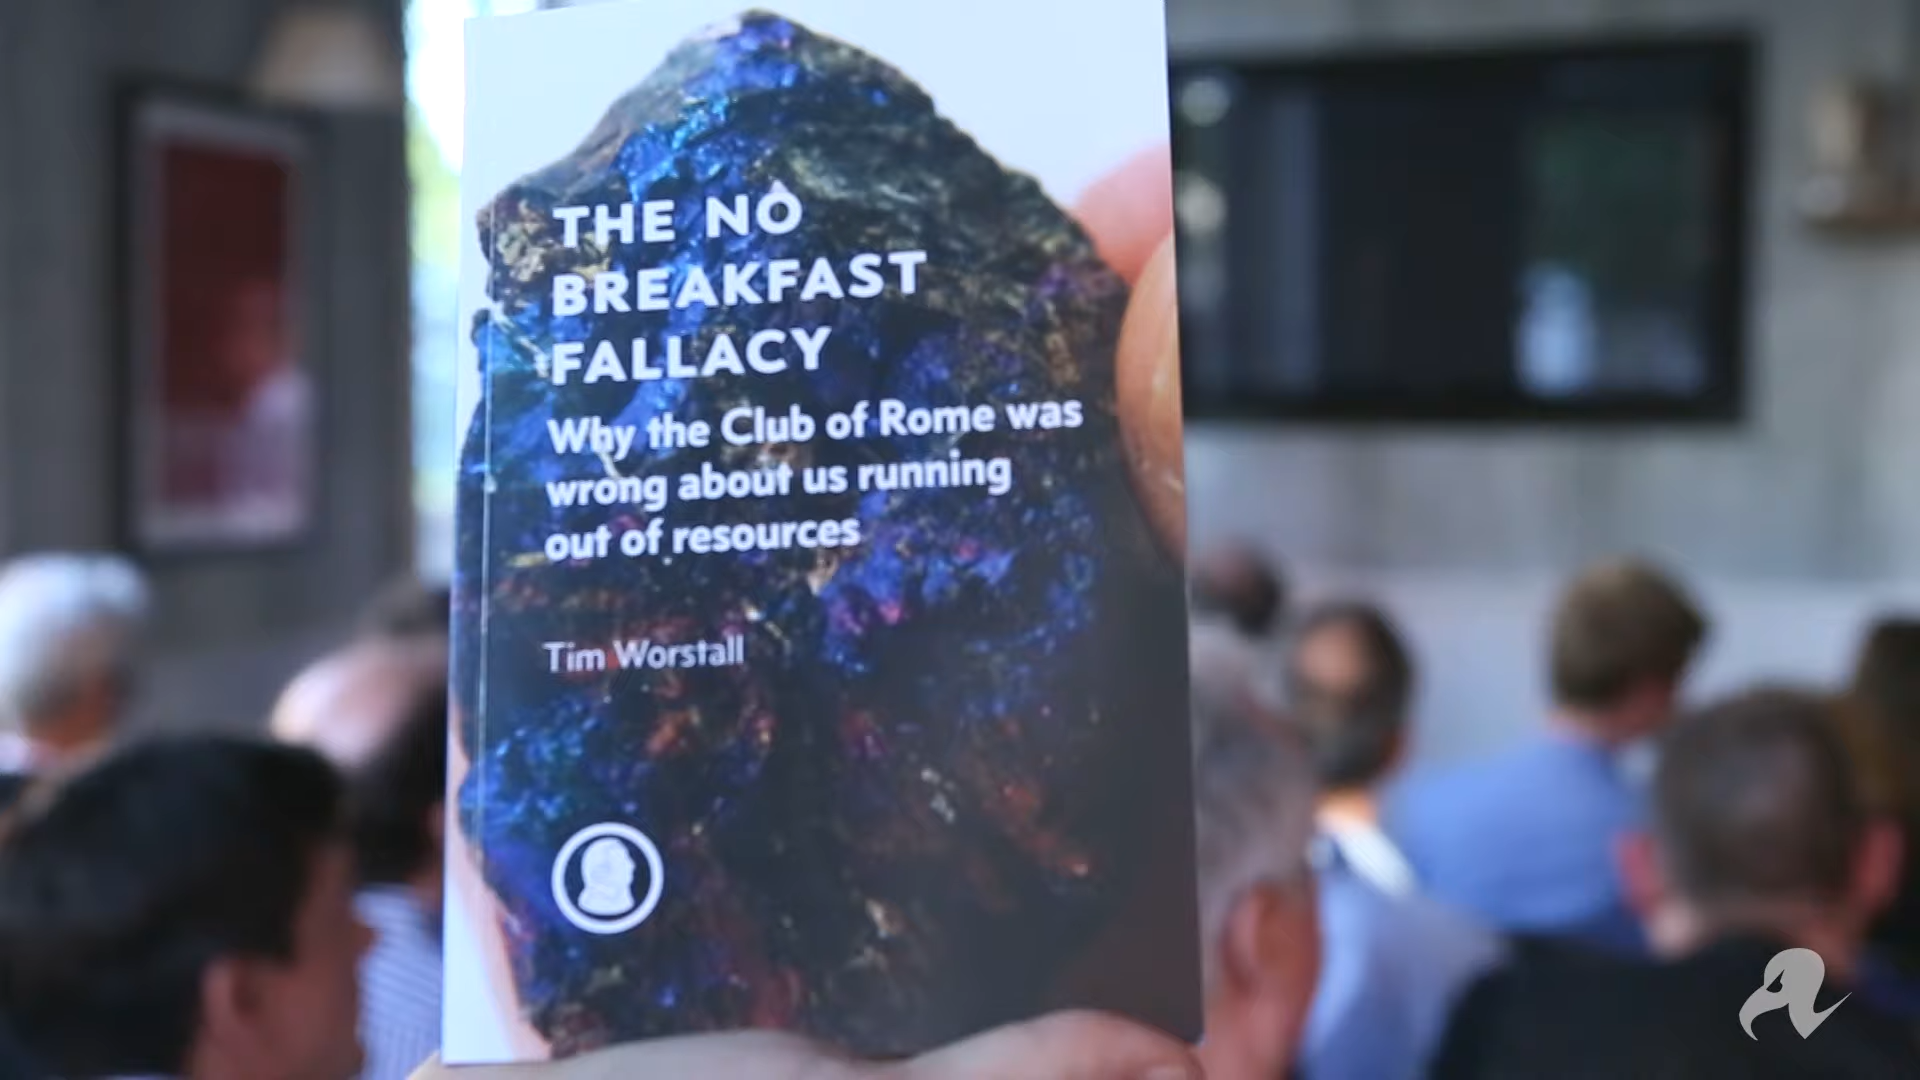 THE NO
BREAKFAST
FALLACY
Why the Club of Rome was
wrong about us running
out of resources
Tim Worstall